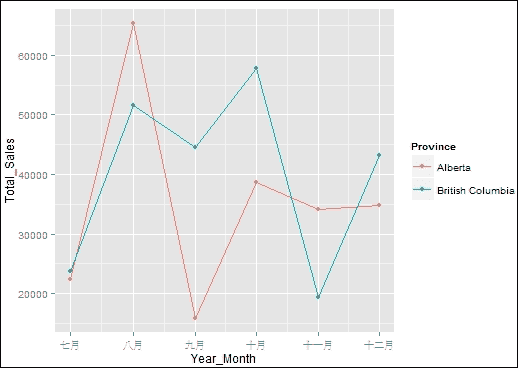 Total_Sales
60000
50000
40000
30000
20000
七月 八月 九月 十月 十一月 十二月
Year_Month
Province
Alberta
British Columbia